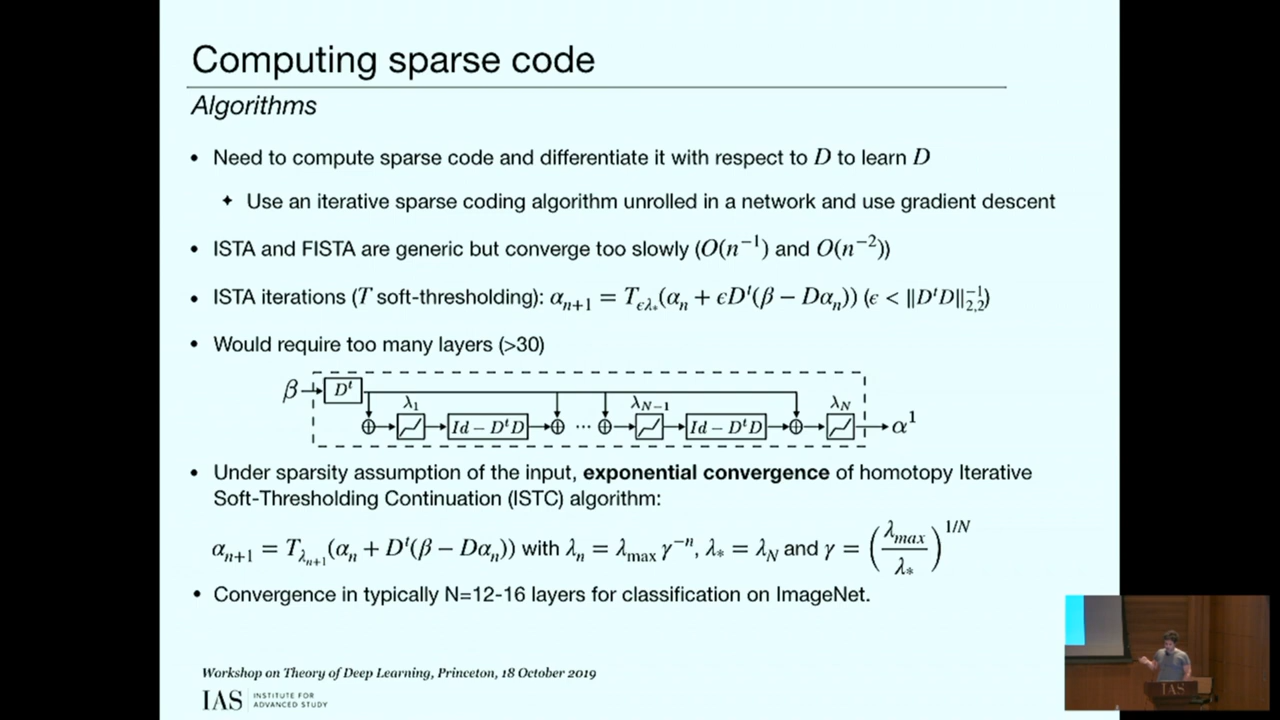 Computing sparse code
Algorithms
• Need to compute sparse code and differentiate it with respect to D to learn D
✦ Use an iterative sparse coding algorithm unrolled in a network and use gradient descent
• ISTA and FISTA are generic but converge too slowly (O(n⁻¹) and O(n⁻²))
• ISTA iterations (T soft-thresholding): αₙ₊₁ = T_{ϵλ*}(αₙ + ϵDᵗ(β − Dαₙ)) (ϵ < ‖DᵗD‖₂,₂⁻¹)
• Would require too many layers (>30)
β Dᵗ
λ₁ λ_{N−1} λ_N
Id − DᵗD ⋯ Id − DᵗD α¹
• Under sparsity assumption of the input, exponential convergence of homotopy Iterative
Soft-Thresholding Continuation (ISTC) algorithm:
αₙ₊₁ = T_{λₙ₊₁}(αₙ + Dᵗ(β − Dαₙ)) with λₙ = λ_max γ⁻ⁿ, λ* = λ_N and γ = (λ_max / λ*)^{1/N}
• Convergence in typically N=12-16 layers for classification on ImageNet.
Workshop on Theory of Deep Learning, Princeton, 18 October 2019
IAS INSTITUTE FOR
ADVANCED STUDY
IAS